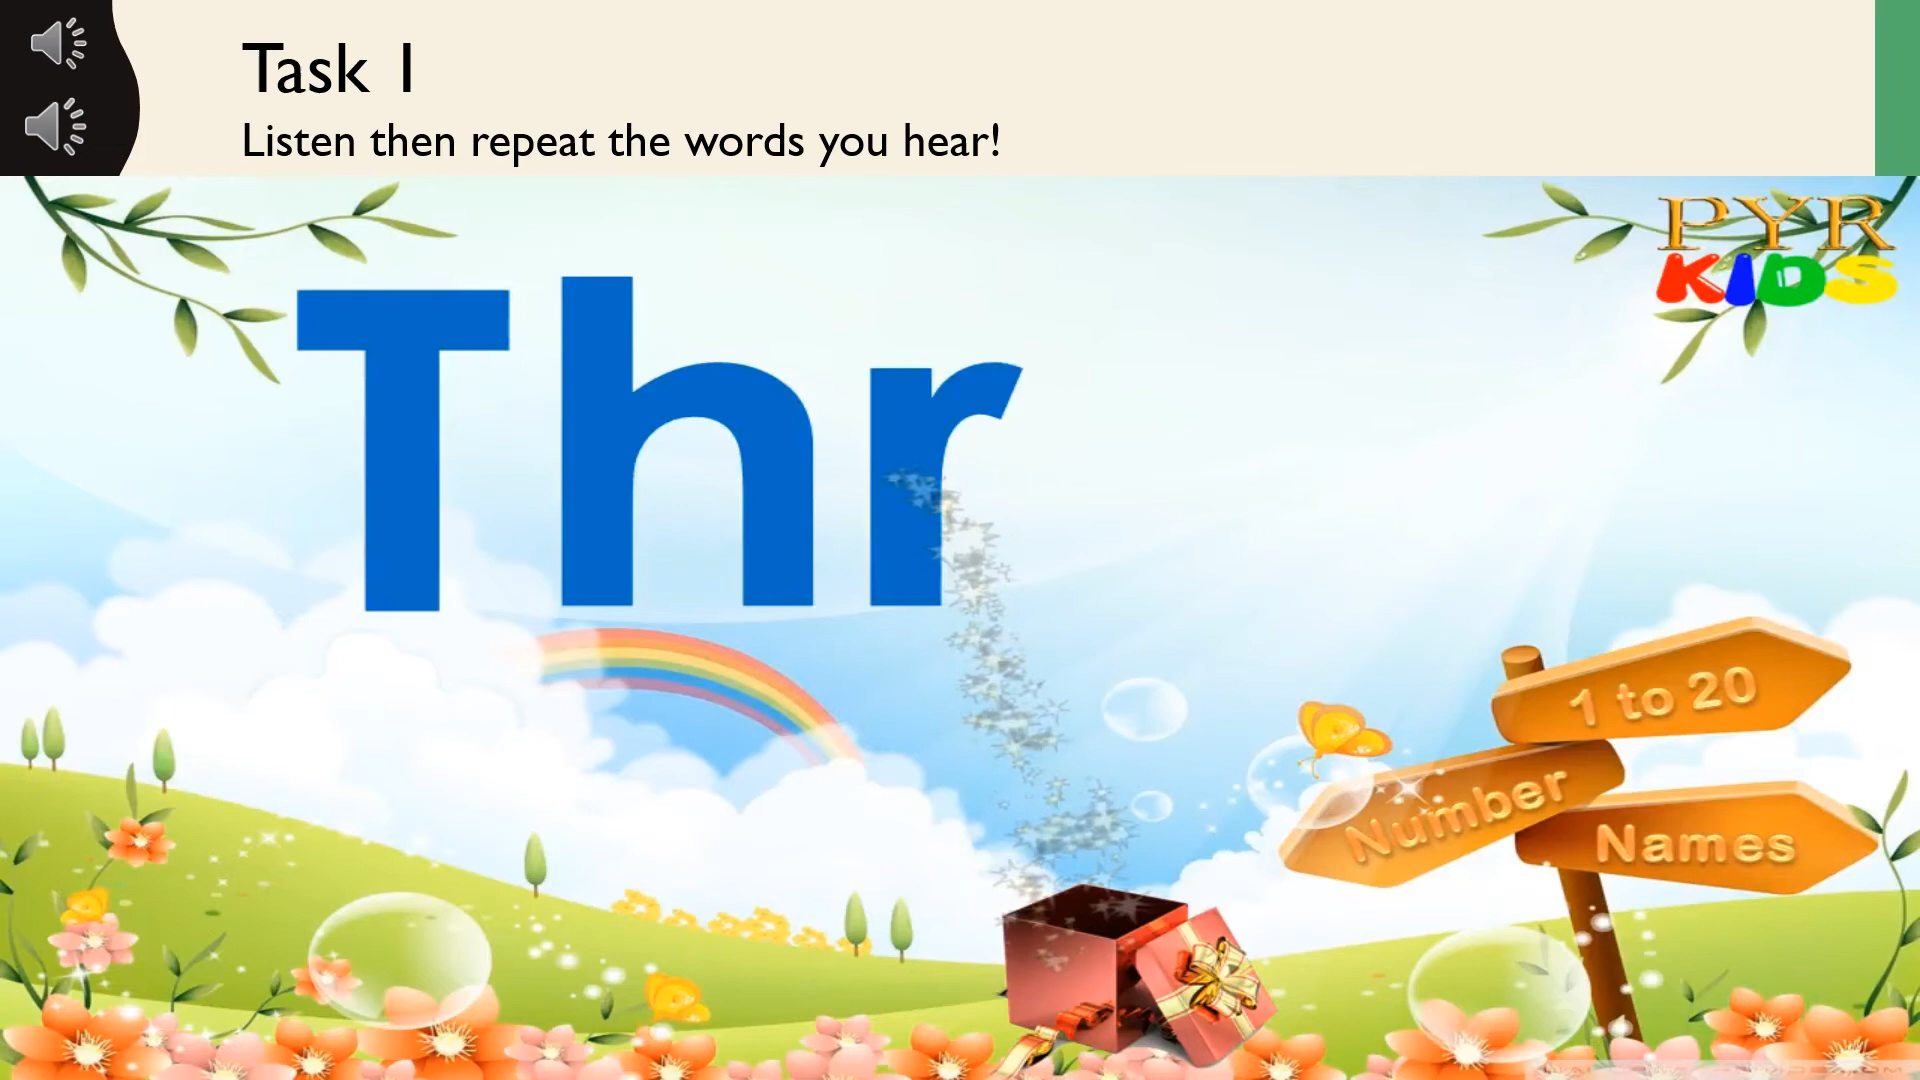 Task 1
Listen then repeat the words you hear!
PYR
KIDS
Thr
1 to 20
Number
Names